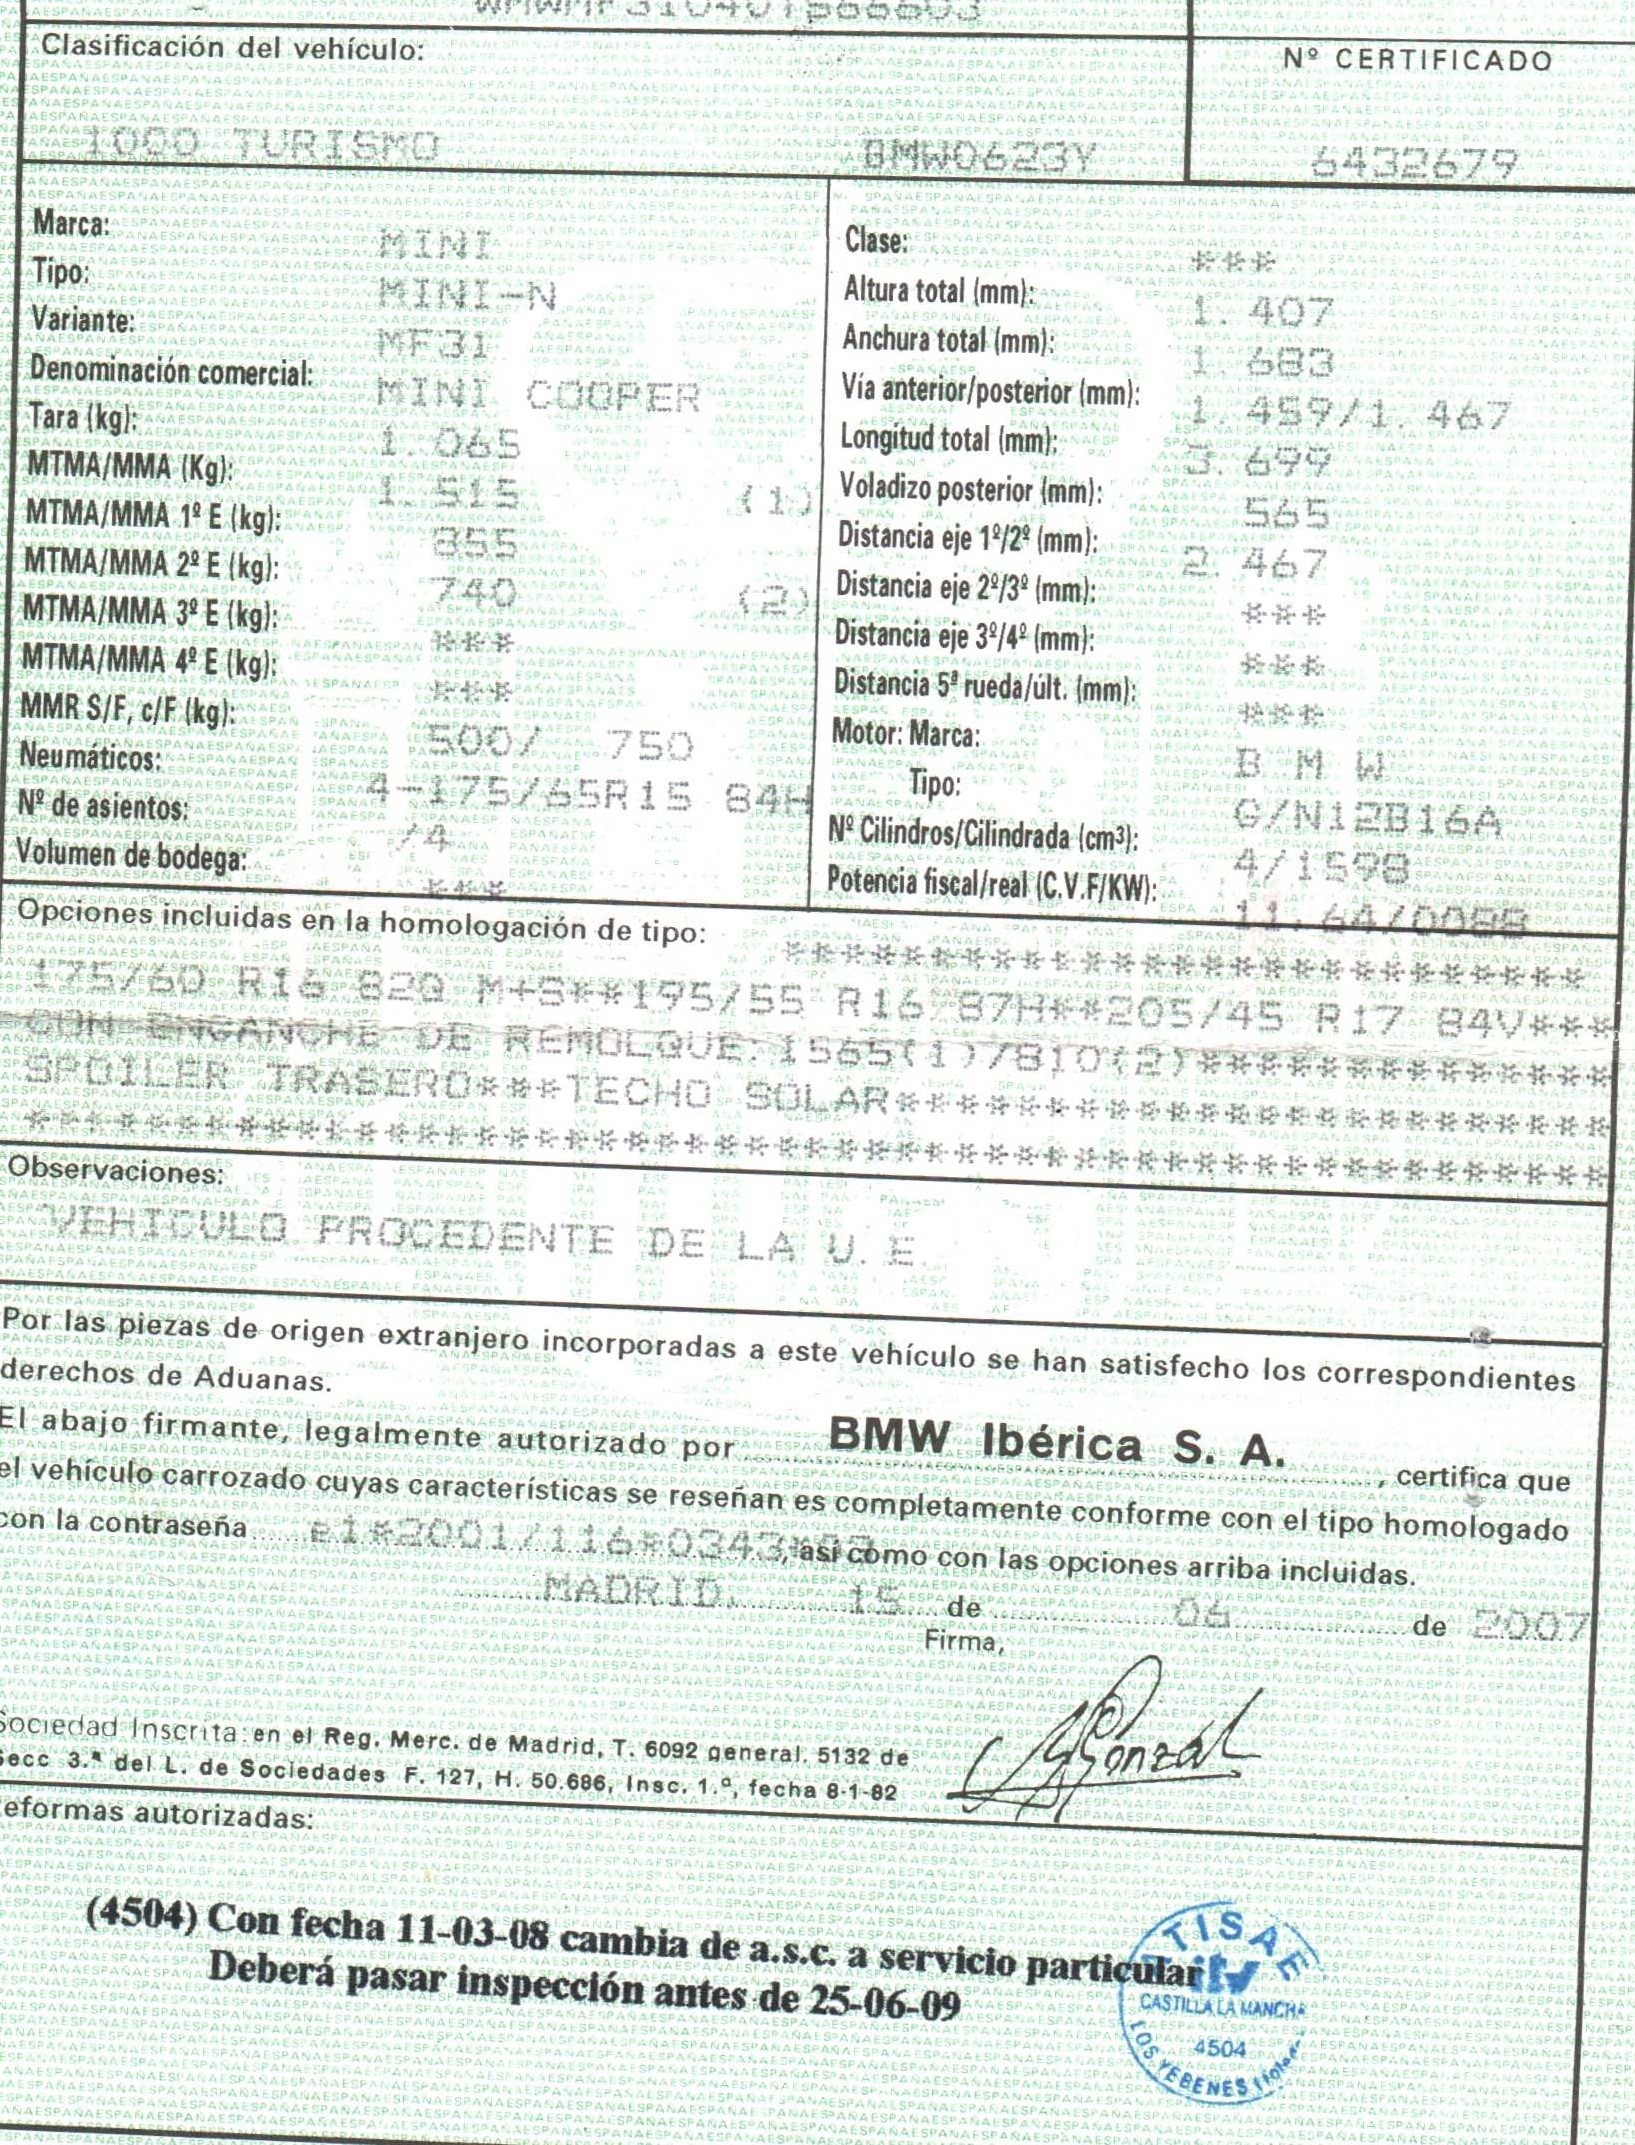 Clasificación del vehículo:
Nº CERTIFICADO
1000 TURISMO BMW0623Y 6432679
Marca: MINI
Tipo: MINI-N
Variante: MF31
Denominación comercial: MINI COOPER
Tara (kg): 1.065
MTMA/MMA (Kg): 1.515 (1)
MTMA/MMA 1º E (kg): 855
MTMA/MMA 2º E (kg): 740 (2)
MTMA/MMA 3º E (kg): ***
MTMA/MMA 4º E (kg): ***
MMR S/F, c/F (kg): 500/ 750
Neumáticos: 4-175/65R15 84H
Nº de asientos: /4
Volumen de bodega: ***
Clase: ***
Altura total (mm): 1.407
Anchura total (mm): 1.683
Vía anterior/posterior (mm): 1.459/1.467
Longitud total (mm): 3.699
Voladizo posterior (mm): 565
Distancia eje 1º/2º (mm): 2.467
Distancia eje 2º/3º (mm): ***
Distancia eje 3º/4º (mm): ***
Distancia 5ª rueda/últ. (mm): ***
Motor: Marca: B M W
Tipo: G/N12B16A
Nº Cilindros/Cilindrada (cm³): 4/1598
Potencia fiscal/real (C.V.F/KW): 11.64/0088
Opciones incluidas en la homologación de tipo: ***************************
175/60 R16 82Q M+S**195/55 R16 87H**205/45 R17 84V***
CON ENGANCHE DE REMOLQUE:1565(1)/810(2)**************
SPOILER TRASERO***TECHO SOLAR************************
*****************************************************
Observaciones:
VEHICULO PROCEDENTE DE LA U.E.
Por las piezas de origen extranjero incorporadas a este vehículo se han satisfecho los correspondientes
derechos de Aduanas.
El abajo firmante, legalmente autorizado por BMW Ibérica S. A. , certifica que
el vehículo carrozado cuyas características se reseñan es completamente conforme con el tipo homologado
con la contraseña e1*2001/116*0343* , así como con las opciones arriba incluidas.
MADRID, 15 de 06 de 2007
Firma,
Gonzal
Sociedad Inscrita: en el Reg. Merc. de Madrid, T. 6092 general. 5132 de
Secc 3.ª del L. de Sociedades F. 127, H. 50.686, Insc. 1.ª, fecha 8-1-82
eformas autorizadas:
(4504) Con fecha 11-03-08 cambia de a.s.c. a servicio particular
Deberá pasar inspección antes de 25-06-09
TISAE
itv
CASTILLA LA MANCHA
4504
LOS YEBENES